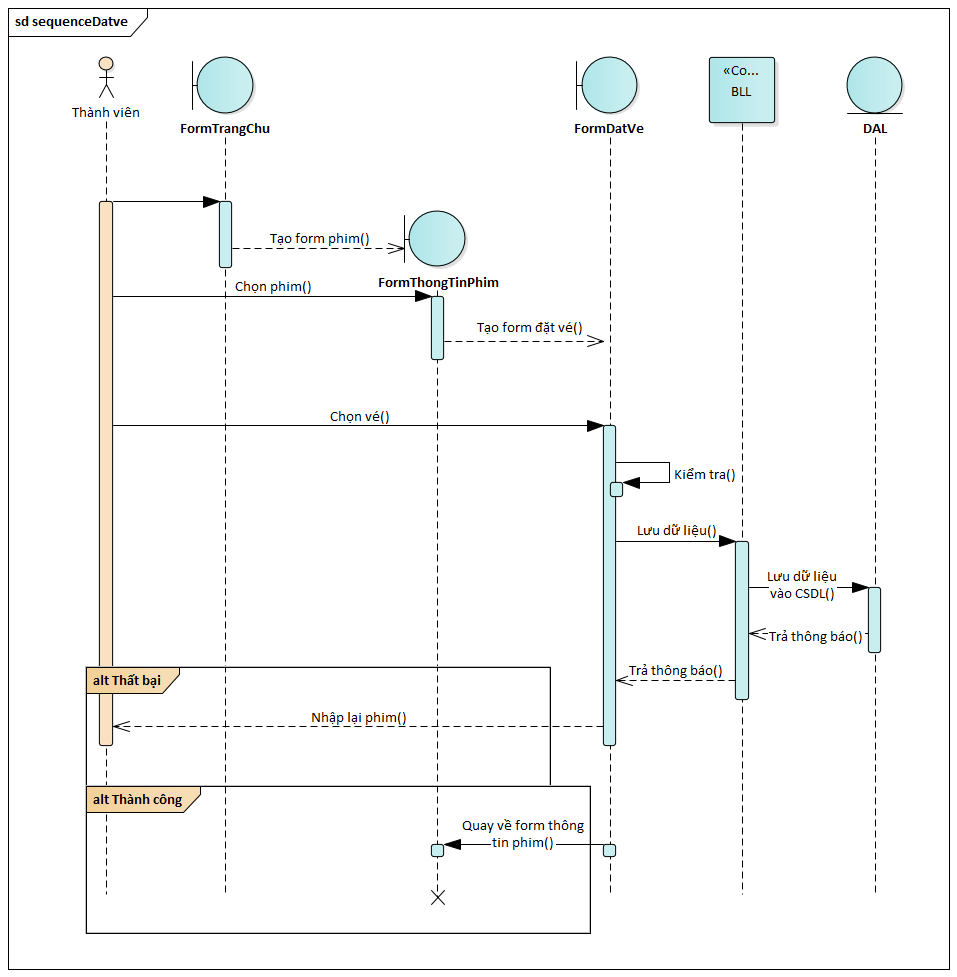 sd sequenceDatve
Thành viên
FormTrangChu
FormDatVe
«Co...
BLL
DAL
Tạo form phim()
FormThongTinPhim
Chọn phim()
Tạo form đặt vé()
Chọn vé()
Kiểm tra()
Lưu dữ liệu()
Lưu dữ liệu
vào CSDL()
Trả thông báo()
Trả thông báo()
alt Thất bại
Nhập lại phim()
alt Thành công
Quay về form thông
tin phim()